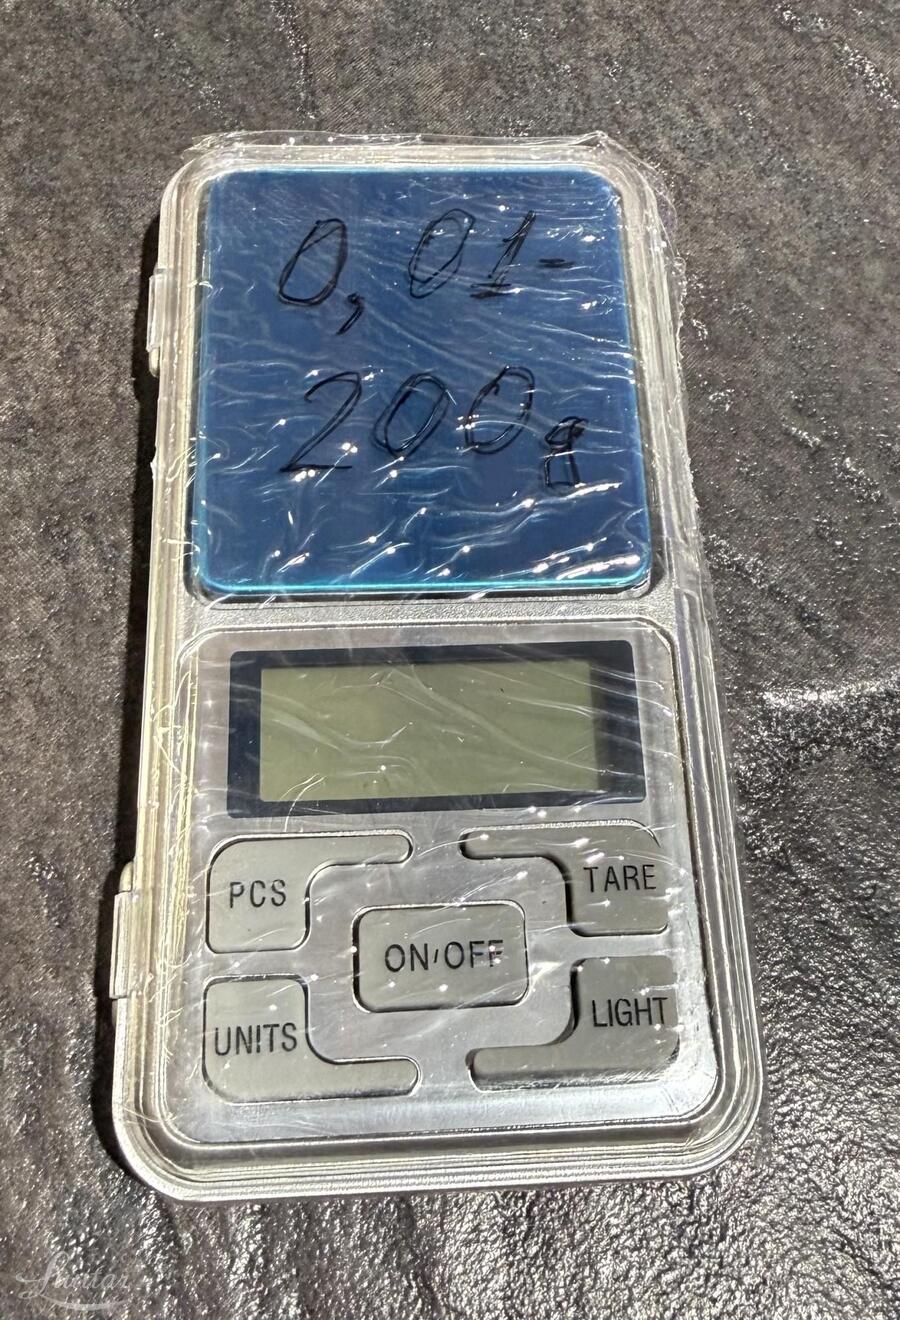 0,01-
200g
PCS
TARE
ON/OFF
UNITS
LIGHT